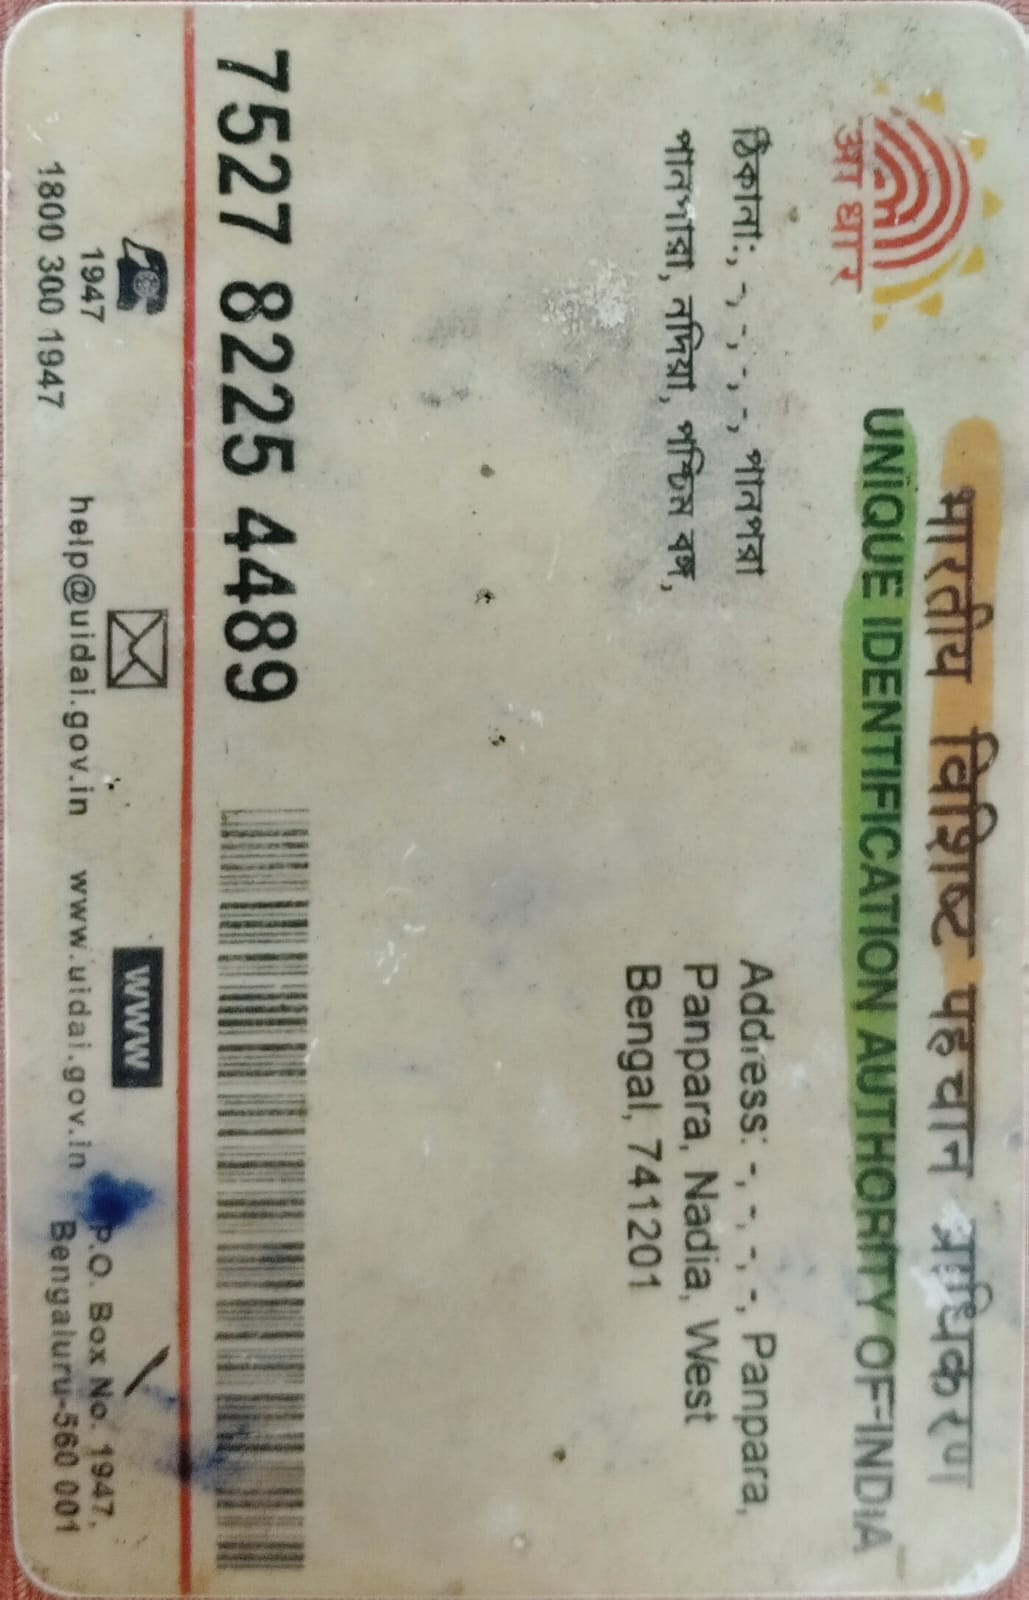 भारतीय विशिष्ट पहचान प्राधिकरण
UNIQUE IDENTIFICATION AUTHORITY OF INDIA
आधार
ঠিকানা:, -, -, -, -, পানপরা
পানপারা, নদিয়া, পশ্চিম বঙ্গ,
Address: -, -, -, -, Panpara,
Panpara, Nadia, West
Bengal, 741201
7527 8225 4489
1947
1800 300 1947
help@uidai.gov.in
WWW
www.uidai.gov.in
P.O. Box No. 1947,
Bengaluru-560 001